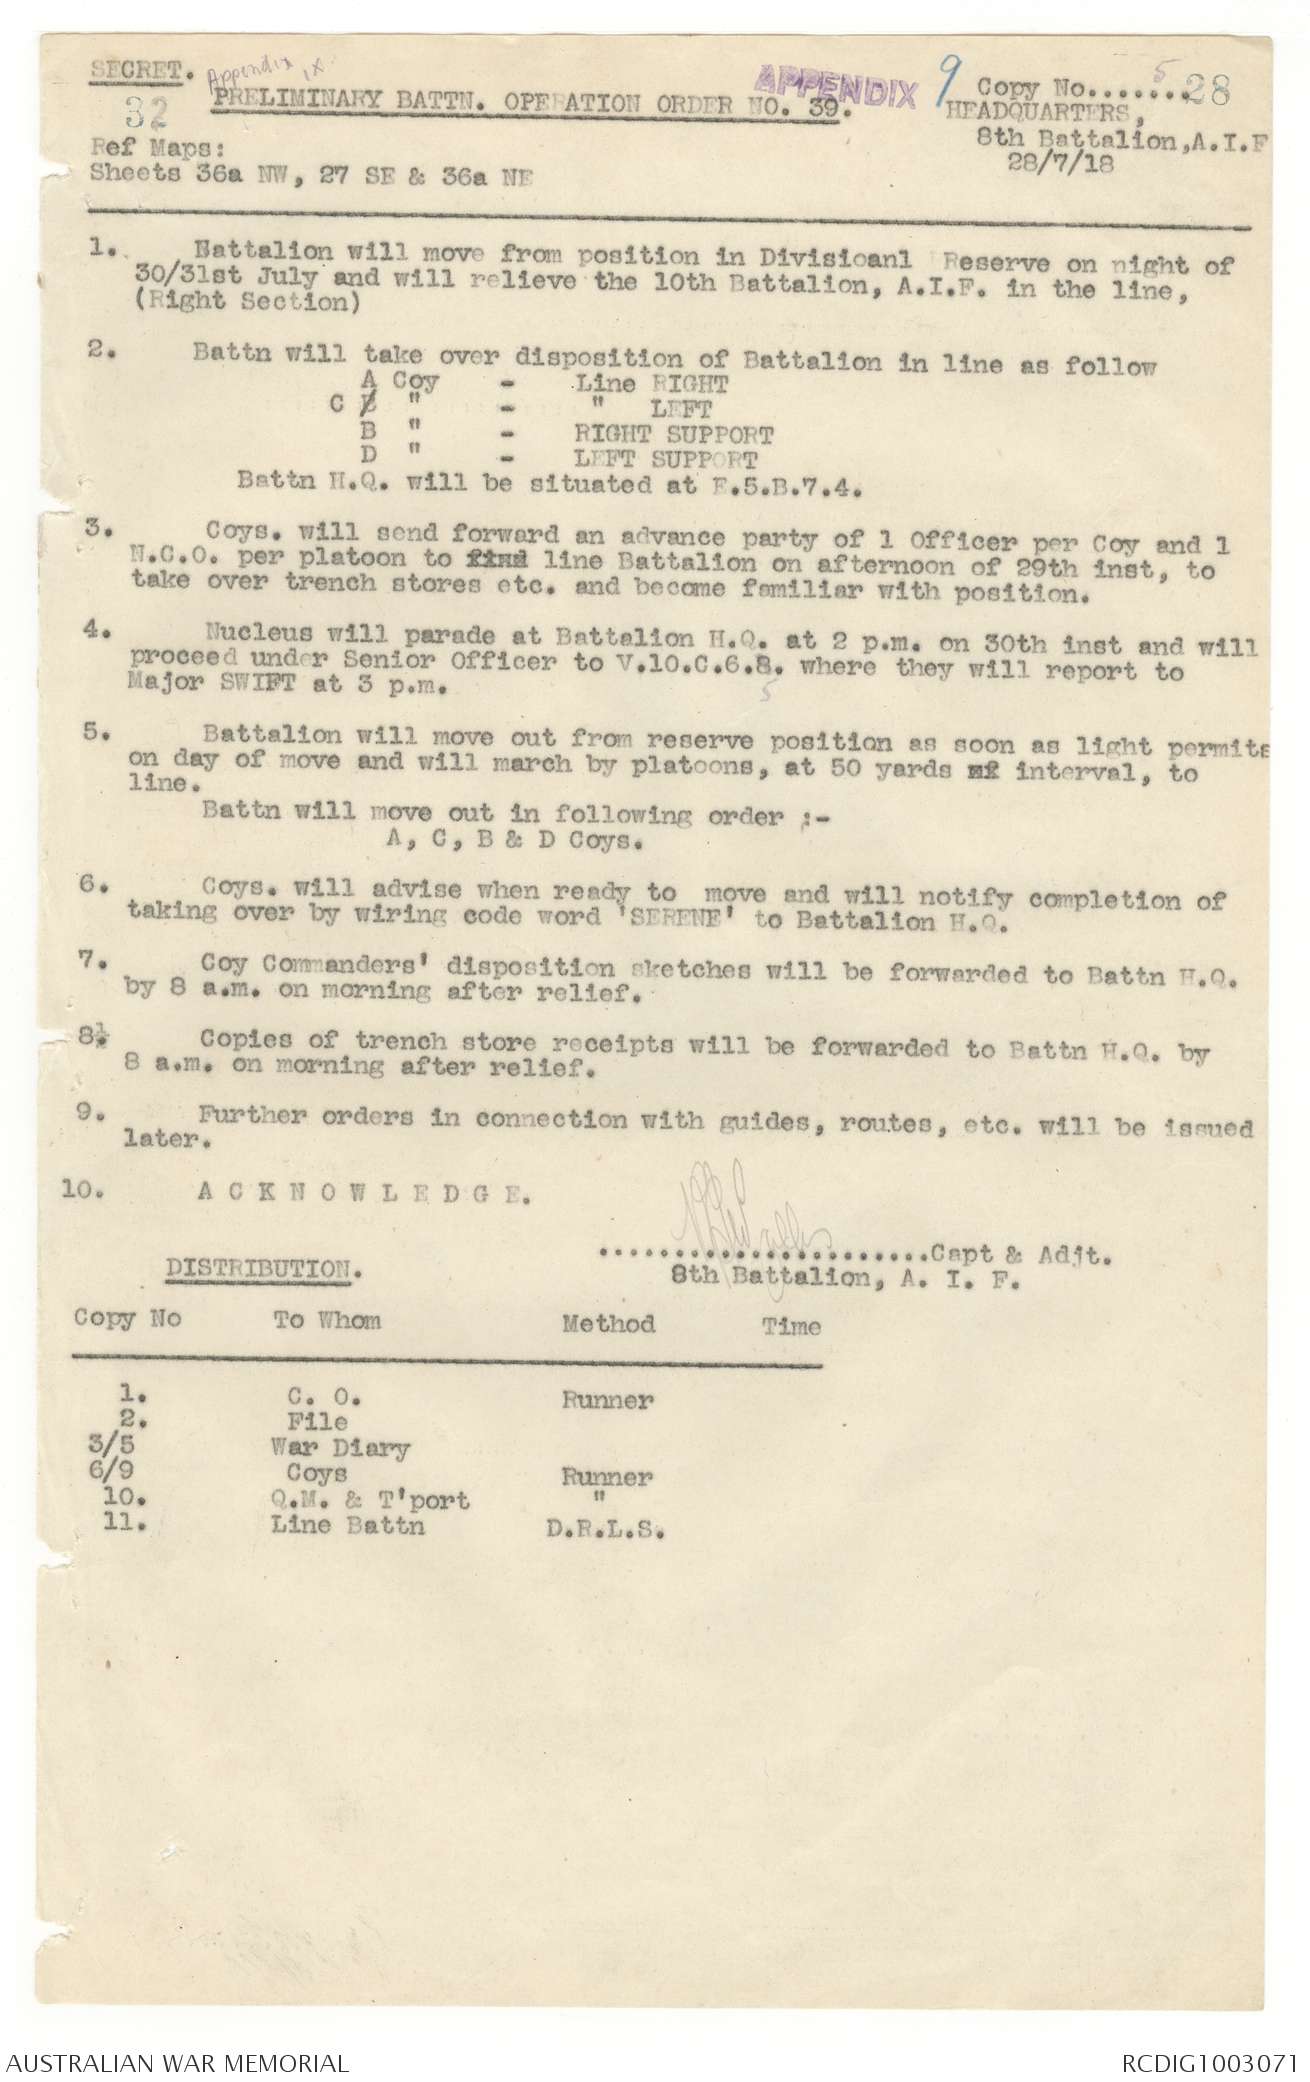 SECRET. Appendix IX. APPENDIX 9 Copy No....5..28
32 PRELIMINARY BATTN. OPERATION ORDER NO. 39. HEADQUARTERS,
8th Battalion,A.I.F
28/7/18
Ref Maps:
Sheets 36a NW, 27 SE & 36a NE
1. Battalion will move from position in Divisioanl Reserve on night of
30/31st July and will relieve the 10th Battalion, A.I.F. in the line,
(Right Section)
2. Battn will take over disposition of Battalion in line as follow
A Coy - Line RIGHT
C " - " LEFT
B " - RIGHT SUPPORT
D " - LEFT SUPPORT
Battn H.Q. will be situated at E.5.B.7.4.
3. Coys. will send forward an advance party of 1 Officer per Coy and 1
N.C.O. per platoon to find line Battalion on afternoon of 29th inst, to
take over trench stores etc. and become familiar with position.
4. Nucleus will parade at Battalion H.Q. at 2 p.m. on 30th inst and will
proceed under Senior Officer to V.10.C.6.8. where they will report to
Major SWIFT at 3 p.m. 5
5. Battalion will move out from reserve position as soon as light permits
on day of move and will march by platoons, at 50 yards interval, to
line.
Battn will move out in following order :-
A, C, B & D Coys.
6. Coys. will advise when ready to move and will notify completion of
taking over by wiring code word 'SERENE' to Battalion H.Q.
7. Coy Commanders' disposition sketches will be forwarded to Battn H.Q.
by 8 a.m. on morning after relief.
8. Copies of trench store receipts will be forwarded to Battn H.Q. by
8 a.m. on morning after relief.
9. Further orders in connection with guides, routes, etc. will be issued
later.
10. A C K N O W L E D G E.
......................Capt & Adjt.
8th Battalion, A. I. F.
DISTRIBUTION.
Copy No To Whom Method Time
1. C. O. Runner
2. File
3/5 War Diary
6/9 Coys Runner
10. Q.M. & T'port "
11. Line Battn D.R.L.S.
AUSTRALIAN WAR MEMORIAL RCDIG1003071